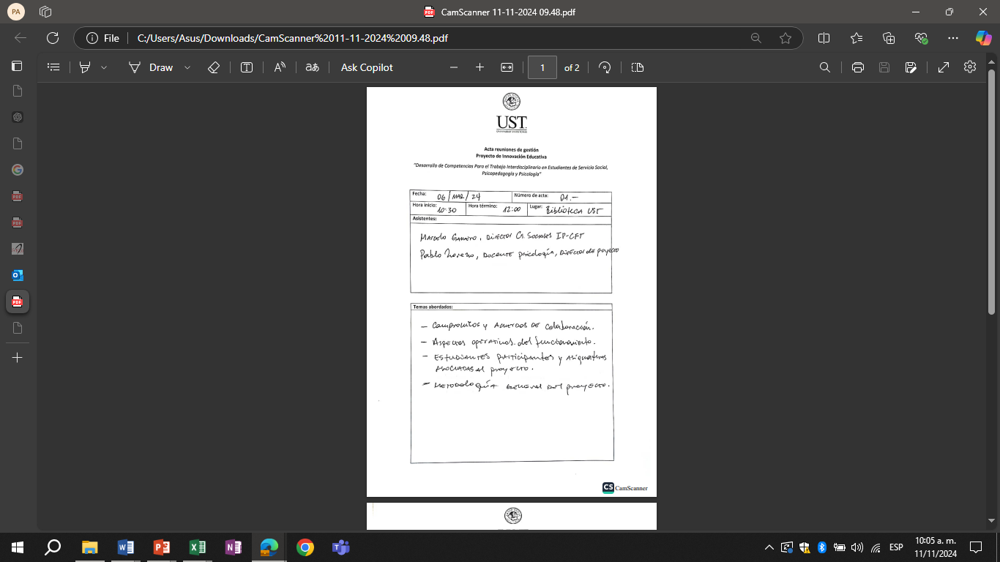 PA
CamScanner 11-11-2024 09.48.pdf
File
C:/Users/Asus/Downloads/CamScanner%2011-11-2024%2009.48.pdf
Draw
aあ
Ask Copilot
1
of 2
UST
Acta reuniones de gestión
Proyecto de Innovación Educativa
"Desarrollo de Competencias Para el Trabajo Interdisciplinario en Estudiantes de Servicio Social,
Psicopedagogía y Psicología"
Fecha: 06/MAR/24
Número de acta: 01.-
Hora inicio: 10:30
Hora término: 12:00
Lugar: Biblioteca UST
Asistentes:
Marcelo , Director Cs. Sociales IP-CFT
Pablo , Docente psicología, Director de proyecto
Temas abordados:
- Compromisos y Acuerdos de colaboración.
- Aspectos operativos del funcionamiento.
- Estudiantes participantes y asignaturas
asociadas al proyecto.
- Metodología general del proyecto.
CS CamScanner
ESP
10:05 a. m.
11/11/2024